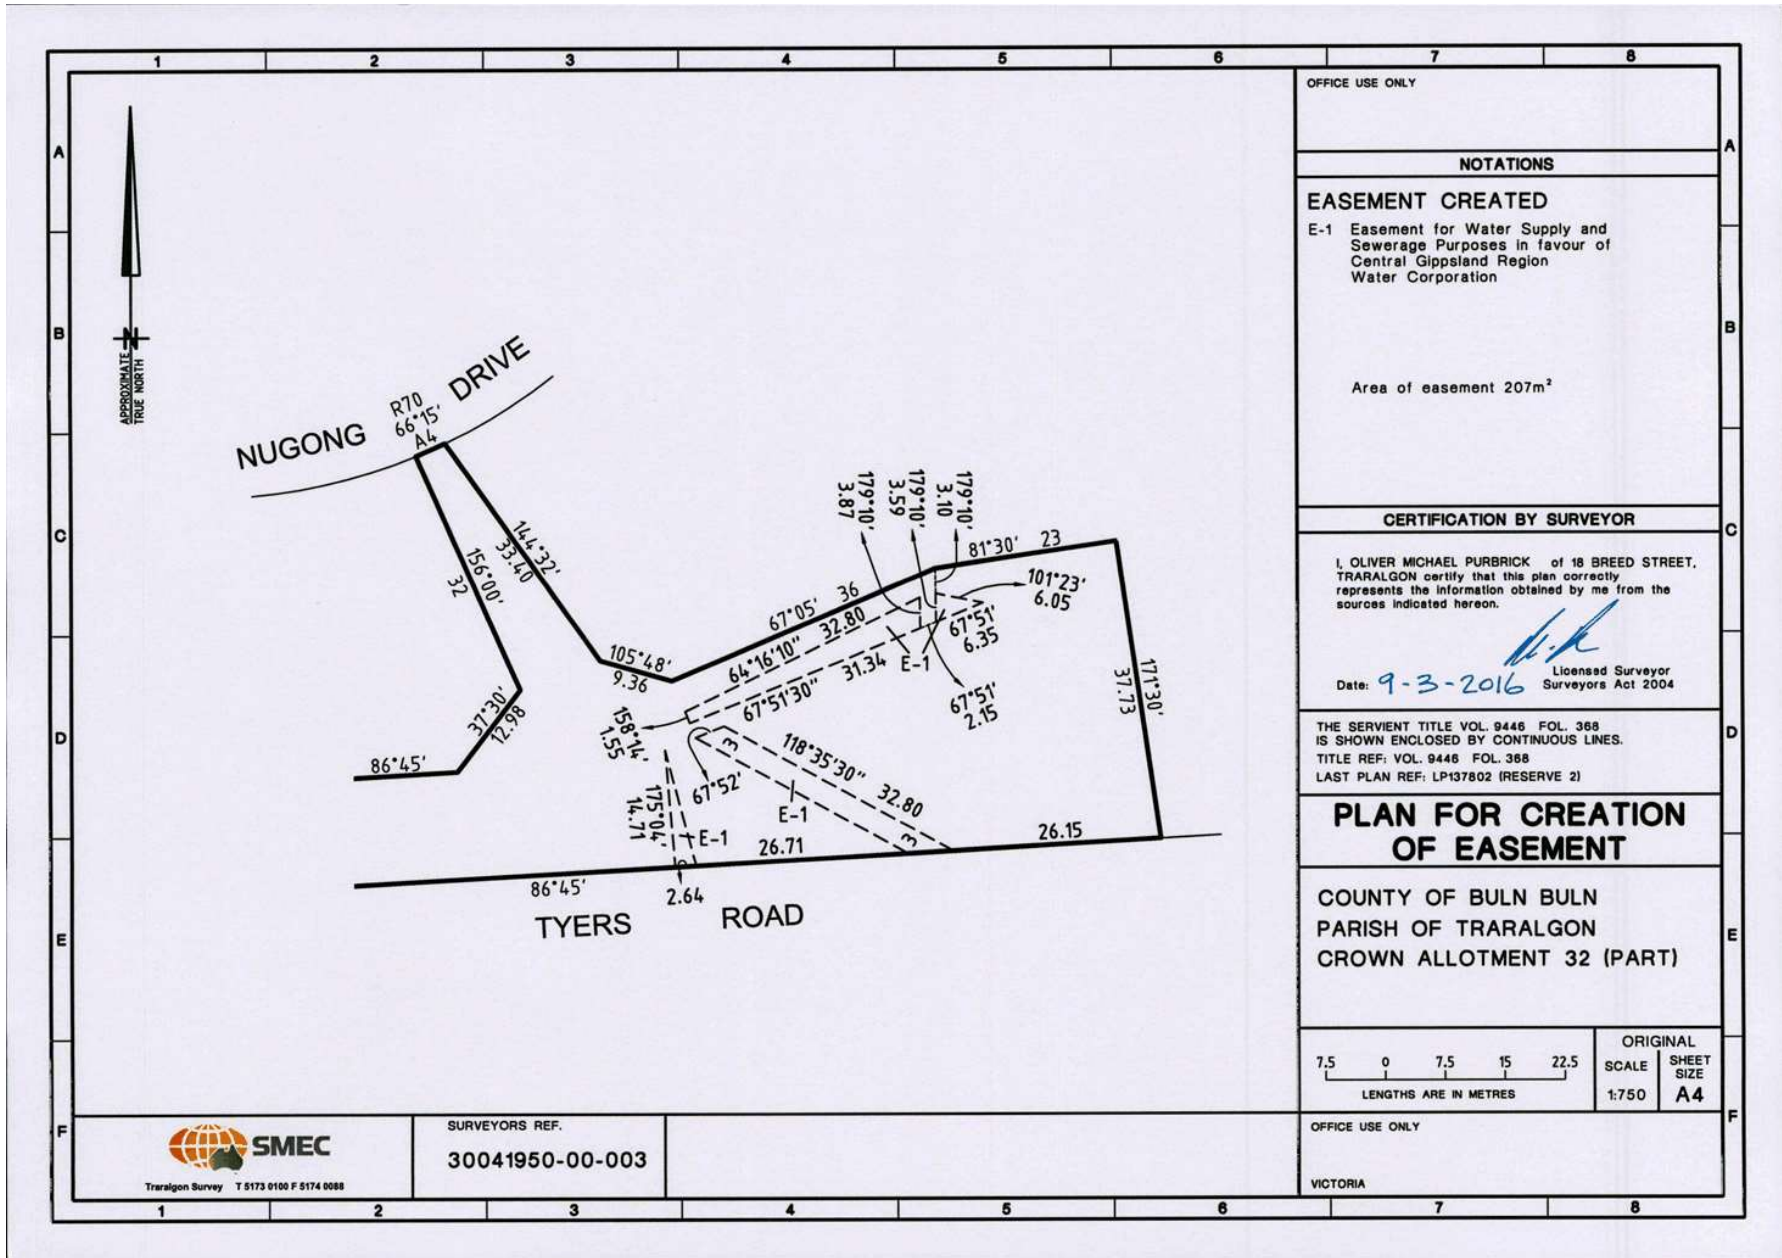 1 2 3 4 5 6 7 8
A
B
C
D
E
F
A
B
C
D
E
F
APPROXIMATE
TRUE NORTH
N
NUGONG DRIVE
R70
66°15'
A4
144°32'
33.40
156°00'
32
105°48'
9.36
37°30'
12.98
86°45'
67°05' 36
64°16'10" 32.80
67°51'30" 31.34
E-1
179°10'
3.87
179°10'
3.59
179°10'
3.10
81°30' 23
101°23'
6.05
67°51'
6.35
67°51'
2.15
171°30'
37.73
158°14'
1.55
67°52'
3
118°35'30" 32.80
E-1
3
175°04'
14.71
E-1
26.71
26.15
86°45'
2.64
TYERS ROAD
OFFICE USE ONLY
NOTATIONS
EASEMENT CREATED
E-1 Easement for Water Supply and
Sewerage Purposes in favour of
Central Gippsland Region
Water Corporation
Area of easement 207m²
CERTIFICATION BY SURVEYOR
I, OLIVER MICHAEL PURBRICK of 18 BREED STREET,
TRARALGON certify that this plan correctly
represents the information obtained by me from the
sources indicated hereon.
Licensed Surveyor
Date: 9-3-2016 Surveyors Act 2004
THE SERVIENT TITLE VOL. 9446 FOL. 368
IS SHOWN ENCLOSED BY CONTINUOUS LINES.
TITLE REF: VOL. 9446 FOL. 368
LAST PLAN REF: LP137802 (RESERVE 2)
PLAN FOR CREATION
OF EASEMENT
COUNTY OF BULN BULN
PARISH OF TRARALGON
CROWN ALLOTMENT 32 (PART)
7.5 0 7.5 15 22.5
LENGTHS ARE IN METRES
ORIGINAL
SCALE
1:750
SHEET
SIZE
A4
OFFICE USE ONLY
VICTORIA
SMEC
Traralgon Survey T 5173 0100 F 5174 0088
SURVEYORS REF.
30041950-00-003
1 2 3 4 5 6 7 8